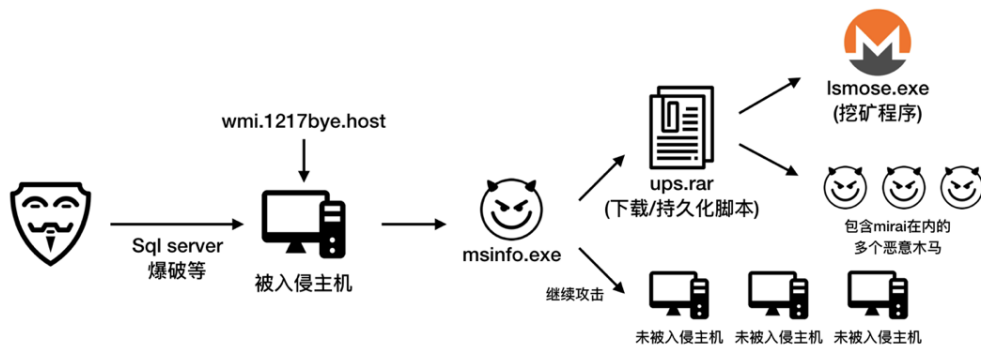 wmi.1217bye.host
Sql server
爆破等
被入侵主机
msinfo.exe
ups.rar
(下载/持久化脚本)
lsmose.exe
(挖矿程序)
包含mirai在内的
多个恶意木马
继续攻击
未被入侵主机
未被入侵主机
未被入侵主机